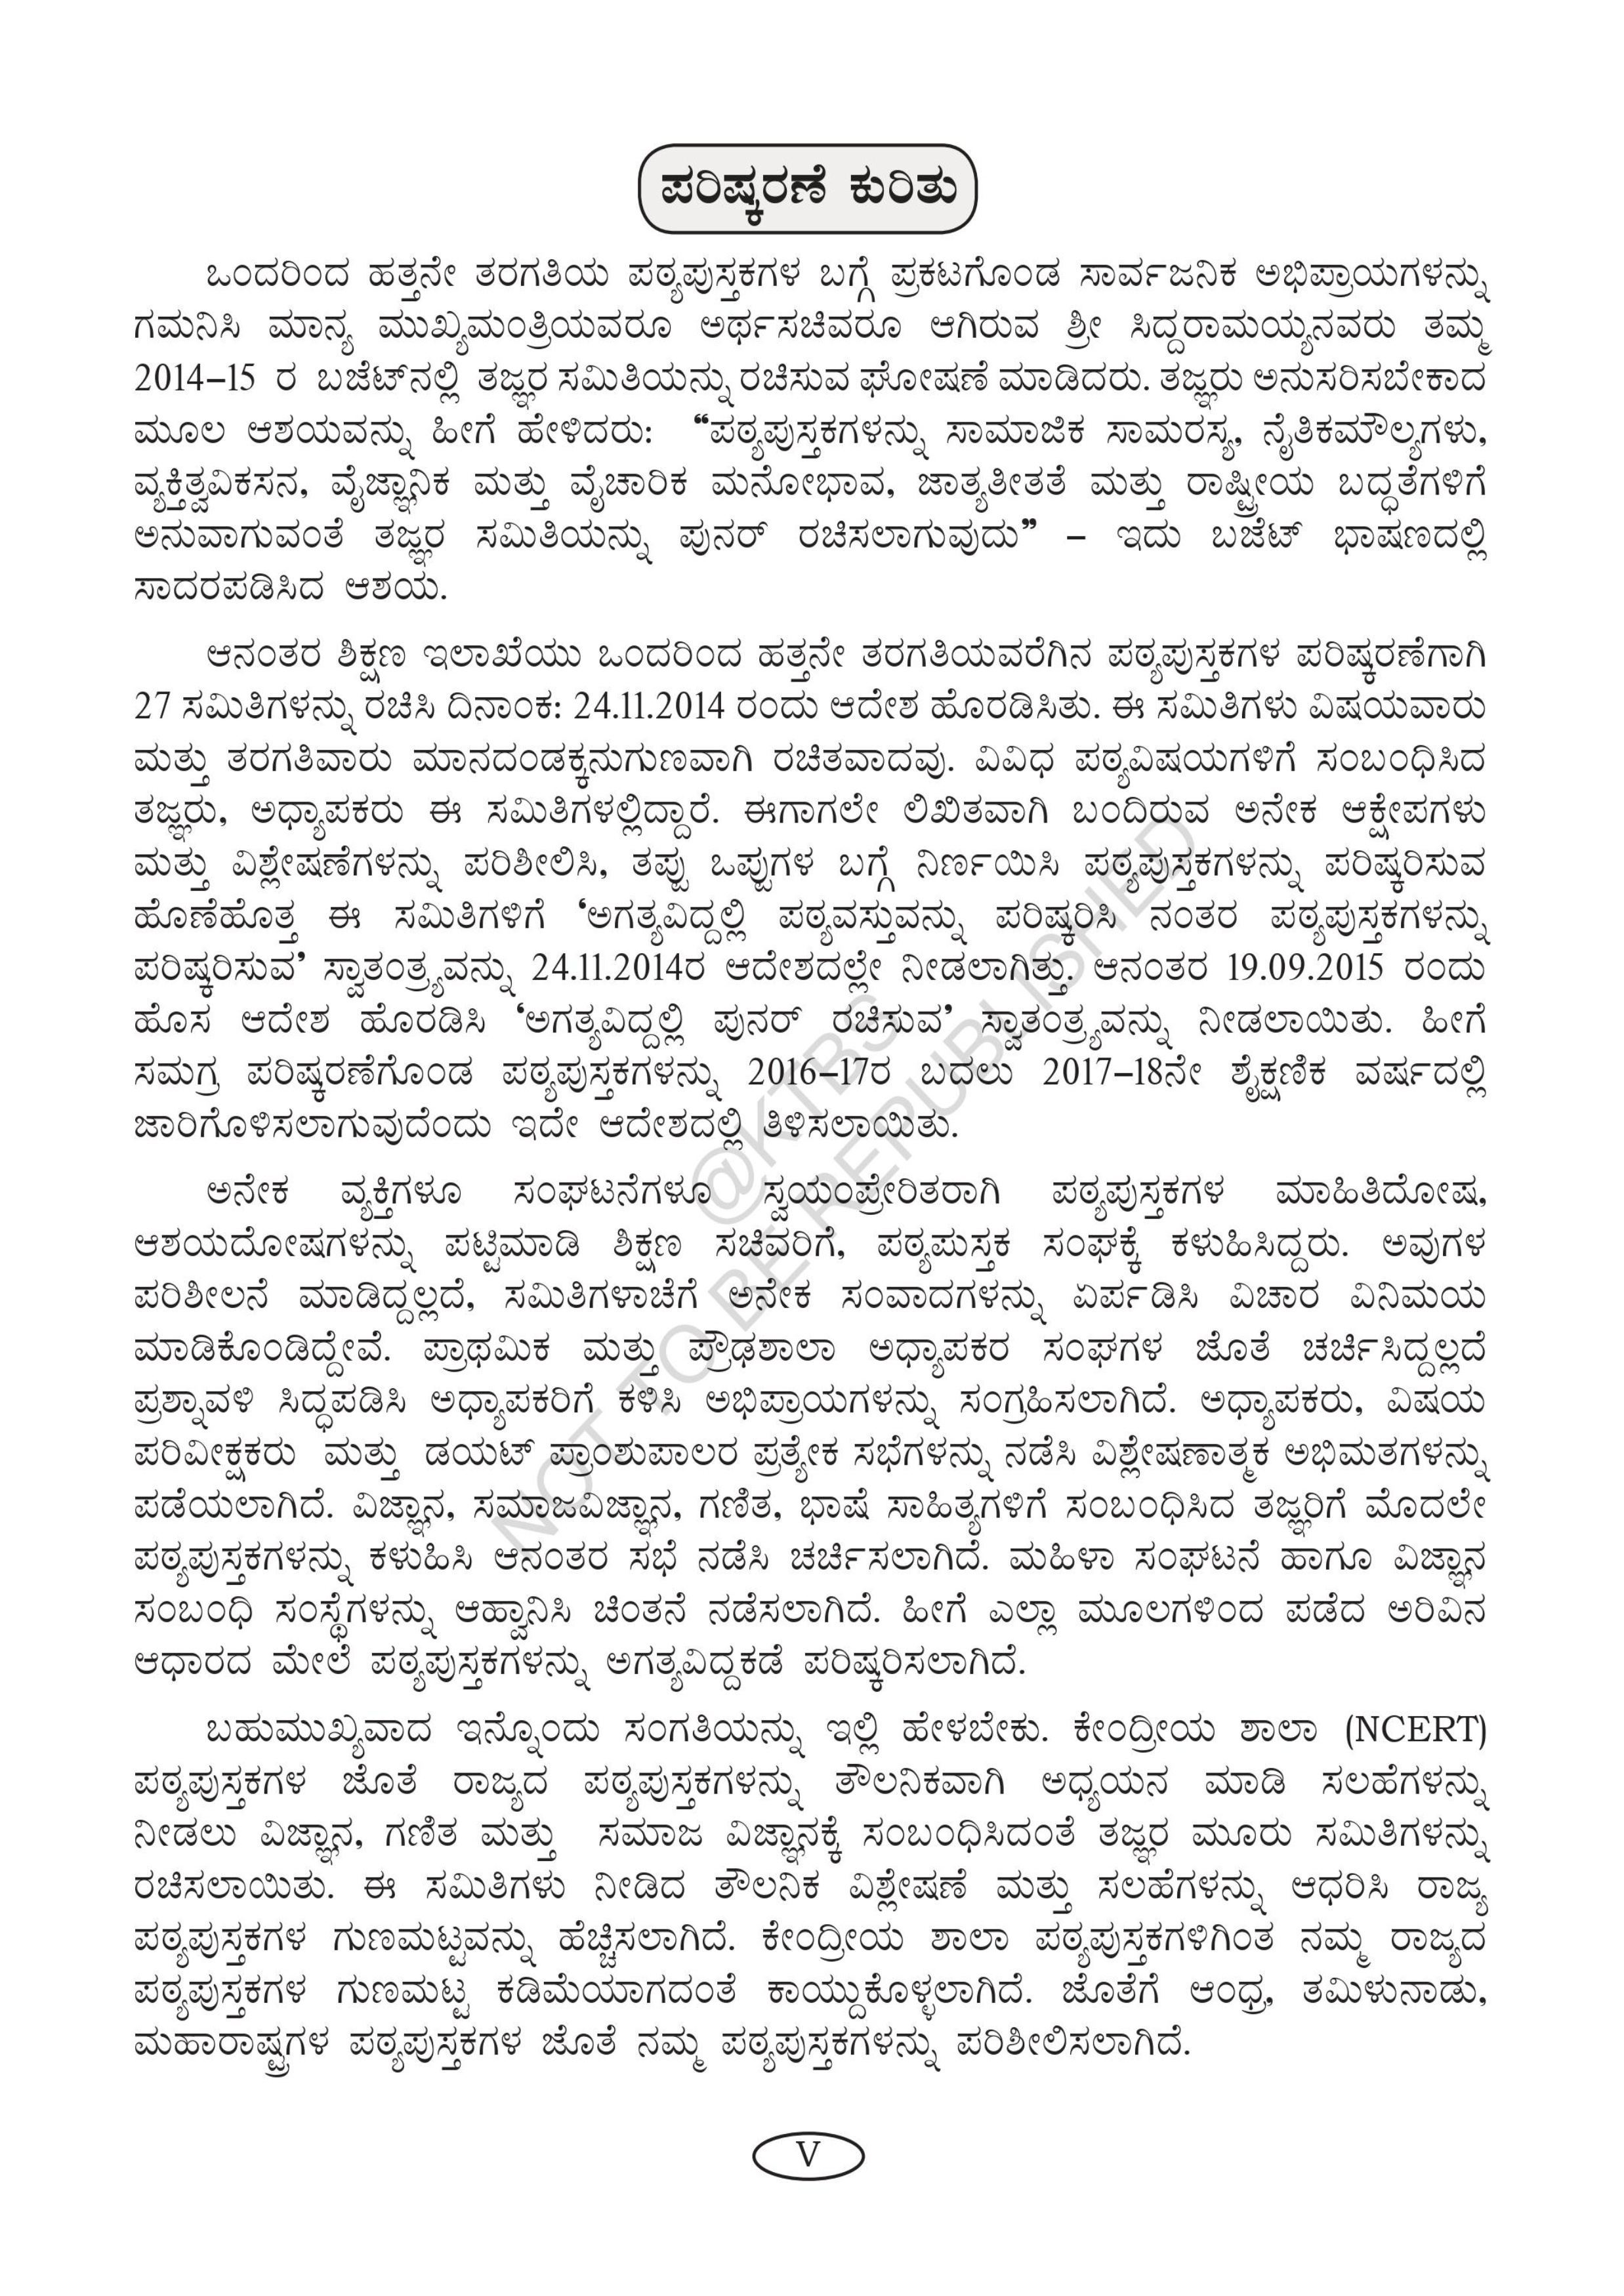 ಪರಿಷ್ಕರಣೆ ಕುರಿತು
ಒಂದರಿಂದ ಹತ್ತನೇ ತರಗತಿಯ ಪಠ್ಯಪುಸ್ತಕಗಳ ಬಗ್ಗೆ ಪ್ರಕಟಗೊಂಡ ಸಾರ್ವಜನಿಕ ಅಭಿಪ್ರಾಯಗಳನ್ನು
ಗಮನಿಸಿ ಮಾನ್ಯ ಮುಖ್ಯಮಂತ್ರಿಯವರೂ ಅರ್ಥಸಚಿವರೂ ಆಗಿರುವ ಶ್ರೀ ಸಿದ್ದರಾಮಯ್ಯನವರು ತಮ್ಮ
2014–15 ರ ಬಜೆಟ್‌ನಲ್ಲಿ ತಜ್ಞರ ಸಮಿತಿಯನ್ನು ರಚಿಸುವ ಘೋಷಣೆ ಮಾಡಿದರು. ತಜ್ಞರು ಅನುಸರಿಸಬೇಕಾದ
ಮೂಲ ಆಶಯವನ್ನು ಹೀಗೆ ಹೇಳಿದರು: “ಪಠ್ಯಪುಸ್ತಕಗಳನ್ನು ಸಾಮಾಜಿಕ ಸಾಮರಸ್ಯ, ನೈತಿಕಮೌಲ್ಯಗಳು,
ವ್ಯಕ್ತಿತ್ವವಿಕಸನ, ವೈಜ್ಞಾನಿಕ ಮತ್ತು ವೈಚಾರಿಕ ಮನೋಭಾವ, ಜಾತ್ಯತೀತತೆ ಮತ್ತು ರಾಷ್ಟ್ರೀಯ ಬದ್ಧತೆಗಳಿಗೆ
ಅನುವಾಗುವಂತೆ ತಜ್ಞರ ಸಮಿತಿಯನ್ನು ಪುನರ್ ರಚಿಸಲಾಗುವುದು” – ಇದು ಬಜೆಟ್ ಭಾಷಣದಲ್ಲಿ
ಸಾದರಪಡಿಸಿದ ಆಶಯ.
ಆನಂತರ ಶಿಕ್ಷಣ ಇಲಾಖೆಯು ಒಂದರಿಂದ ಹತ್ತನೇ ತರಗತಿಯವರೆಗಿನ ಪಠ್ಯಪುಸ್ತಕಗಳ ಪರಿಷ್ಕರಣೆಗಾಗಿ
27 ಸಮಿತಿಗಳನ್ನು ರಚಿಸಿ ದಿನಾಂಕ: 24.11.2014 ರಂದು ಆದೇಶ ಹೊರಡಿಸಿತು. ಈ ಸಮಿತಿಗಳು ವಿಷಯವಾರು
ಮತ್ತು ತರಗತಿವಾರು ಮಾನದಂಡಕ್ಕನುಗುಣವಾಗಿ ರಚಿತವಾದವು. ವಿವಿಧ ಪಠ್ಯವಿಷಯಗಳಿಗೆ ಸಂಬಂಧಿಸಿದ
ತಜ್ಞರು, ಅಧ್ಯಾಪಕರು ಈ ಸಮಿತಿಗಳಲ್ಲಿದ್ದಾರೆ. ಈಗಾಗಲೇ ಲಿಖಿತವಾಗಿ ಬಂದಿರುವ ಅನೇಕ ಆಕ್ಷೇಪಗಳು
ಮತ್ತು ವಿಶ್ಲೇಷಣೆಗಳನ್ನು ಪರಿಶೀಲಿಸಿ, ತಪ್ಪು ಒಪ್ಪುಗಳ ಬಗ್ಗೆ ನಿರ್ಣಯಿಸಿ ಪಠ್ಯಪುಸ್ತಕಗಳನ್ನು ಪರಿಷ್ಕರಿಸುವ
ಹೊಣೆಹೊತ್ತ ಈ ಸಮಿತಿಗಳಿಗೆ ‘ಅಗತ್ಯವಿದ್ದಲ್ಲಿ ಪಠ್ಯವಸ್ತುವನ್ನು ಪರಿಷ್ಕರಿಸಿ ನಂತರ ಪಠ್ಯಪುಸ್ತಕಗಳನ್ನು
ಪರಿಷ್ಕರಿಸುವ’ ಸ್ವಾತಂತ್ರ್ಯವನ್ನು 24.11.2014ರ ಆದೇಶದಲ್ಲೇ ನೀಡಲಾಗಿತ್ತು. ಆನಂತರ 19.09.2015 ರಂದು
ಹೊಸ ಆದೇಶ ಹೊರಡಿಸಿ ‘ಅಗತ್ಯವಿದ್ದಲ್ಲಿ ಪುನರ್ ರಚಿಸುವ’ ಸ್ವಾತಂತ್ರ್ಯವನ್ನು ನೀಡಲಾಯಿತು. ಹೀಗೆ
ಸಮಗ್ರ ಪರಿಷ್ಕರಣೆಗೊಂಡ ಪಠ್ಯಪುಸ್ತಕಗಳನ್ನು 2016–17ರ ಬದಲು 2017–18ನೇ ಶೈಕ್ಷಣಿಕ ವರ್ಷದಲ್ಲಿ
ಜಾರಿಗೊಳಿಸಲಾಗುವುದೆಂದು ಇದೇ ಆದೇಶದಲ್ಲಿ ತಿಳಿಸಲಾಯಿತು.
ಅನೇಕ ವ್ಯಕ್ತಿಗಳೂ ಸಂಘಟನೆಗಳೂ ಸ್ವಯಂಪ್ರೇರಿತರಾಗಿ ಪಠ್ಯಪುಸ್ತಕಗಳ ಮಾಹಿತಿದೋಷ,
ಆಶಯದೋಷಗಳನ್ನು ಪಟ್ಟಿಮಾಡಿ ಶಿಕ್ಷಣ ಸಚಿವರಿಗೆ, ಪಠ್ಯಪುಸ್ತಕ ಸಂಘಕ್ಕೆ ಕಳುಹಿಸಿದ್ದರು. ಅವುಗಳ
ಪರಿಶೀಲನೆ ಮಾಡಿದ್ದಲ್ಲದೆ, ಸಮಿತಿಗಳಾಚೆಗೆ ಅನೇಕ ಸಂವಾದಗಳನ್ನು ಏರ್ಪಡಿಸಿ ವಿಚಾರ ವಿನಿಮಯ
ಮಾಡಿಕೊಂಡಿದ್ದೇವೆ. ಪ್ರಾಥಮಿಕ ಮತ್ತು ಪ್ರೌಢಶಾಲಾ ಅಧ್ಯಾಪಕರ ಸಂಘಗಳ ಜೊತೆ ಚರ್ಚಿಸಿದ್ದಲ್ಲದೆ
ಪ್ರಶ್ನಾವಳಿ ಸಿದ್ಧಪಡಿಸಿ ಅಧ್ಯಾಪಕರಿಗೆ ಕಳಿಸಿ ಅಭಿಪ್ರಾಯಗಳನ್ನು ಸಂಗ್ರಹಿಸಲಾಗಿದೆ. ಅಧ್ಯಾಪಕರು, ವಿಷಯ
ಪರಿವೀಕ್ಷಕರು ಮತ್ತು ಡಯಟ್ ಪ್ರಾಂಶುಪಾಲರ ಪ್ರತ್ಯೇಕ ಸಭೆಗಳನ್ನು ನಡೆಸಿ ವಿಶ್ಲೇಷಣಾತ್ಮಕ ಅಭಿಮತಗಳನ್ನು
ಪಡೆಯಲಾಗಿದೆ. ವಿಜ್ಞಾನ, ಸಮಾಜವಿಜ್ಞಾನ, ಗಣಿತ, ಭಾಷೆ ಸಾಹಿತ್ಯಗಳಿಗೆ ಸಂಬಂಧಿಸಿದ ತಜ್ಞರಿಗೆ ಮೊದಲೇ
ಪಠ್ಯಪುಸ್ತಕಗಳನ್ನು ಕಳುಹಿಸಿ ಆನಂತರ ಸಭೆ ನಡೆಸಿ ಚರ್ಚಿಸಲಾಗಿದೆ. ಮಹಿಳಾ ಸಂಘಟನೆ ಹಾಗೂ ವಿಜ್ಞಾನ
ಸಂಬಂಧಿ ಸಂಸ್ಥೆಗಳನ್ನು ಆಹ್ವಾನಿಸಿ ಚಿಂತನೆ ನಡೆಸಲಾಗಿದೆ. ಹೀಗೆ ಎಲ್ಲಾ ಮೂಲಗಳಿಂದ ಪಡೆದ ಅರಿವಿನ
ಆಧಾರದ ಮೇಲೆ ಪಠ್ಯಪುಸ್ತಕಗಳನ್ನು ಅಗತ್ಯವಿದ್ದಕಡೆ ಪರಿಷ್ಕರಿಸಲಾಗಿದೆ.
ಬಹುಮುಖ್ಯವಾದ ಇನ್ನೊಂದು ಸಂಗತಿಯನ್ನು ಇಲ್ಲಿ ಹೇಳಬೇಕು. ಕೇಂದ್ರೀಯ ಶಾಲಾ (NCERT)
ಪಠ್ಯಪುಸ್ತಕಗಳ ಜೊತೆ ರಾಜ್ಯದ ಪಠ್ಯಪುಸ್ತಕಗಳನ್ನು ತೌಲನಿಕವಾಗಿ ಅಧ್ಯಯನ ಮಾಡಿ ಸಲಹೆಗಳನ್ನು
ನೀಡಲು ವಿಜ್ಞಾನ, ಗಣಿತ ಮತ್ತು ಸಮಾಜ ವಿಜ್ಞಾನಕ್ಕೆ ಸಂಬಂಧಿಸಿದಂತೆ ತಜ್ಞರ ಮೂರು ಸಮಿತಿಗಳನ್ನು
ರಚಿಸಲಾಯಿತು. ಈ ಸಮಿತಿಗಳು ನೀಡಿದ ತೌಲನಿಕ ವಿಶ್ಲೇಷಣೆ ಮತ್ತು ಸಲಹೆಗಳನ್ನು ಆಧರಿಸಿ ರಾಜ್ಯ
ಪಠ್ಯಪುಸ್ತಕಗಳ ಗುಣಮಟ್ಟವನ್ನು ಹೆಚ್ಚಿಸಲಾಗಿದೆ. ಕೇಂದ್ರೀಯ ಶಾಲಾ ಪಠ್ಯಪುಸ್ತಕಗಳಿಗಿಂತ ನಮ್ಮ ರಾಜ್ಯದ
ಪಠ್ಯಪುಸ್ತಕಗಳ ಗುಣಮಟ್ಟ ಕಡಿಮೆಯಾಗದಂತೆ ಕಾಯ್ದುಕೊಳ್ಳಲಾಗಿದೆ. ಜೊತೆಗೆ ಆಂಧ್ರ, ತಮಿಳುನಾಡು,
ಮಹಾರಾಷ್ಟ್ರಗಳ ಪಠ್ಯಪುಸ್ತಕಗಳ ಜೊತೆ ನಮ್ಮ ಪಠ್ಯಪುಸ್ತಕಗಳನ್ನು ಪರಿಶೀಲಿಸಲಾಗಿದೆ.
@KTBS
NOT TO BE REPUBLISHED
V